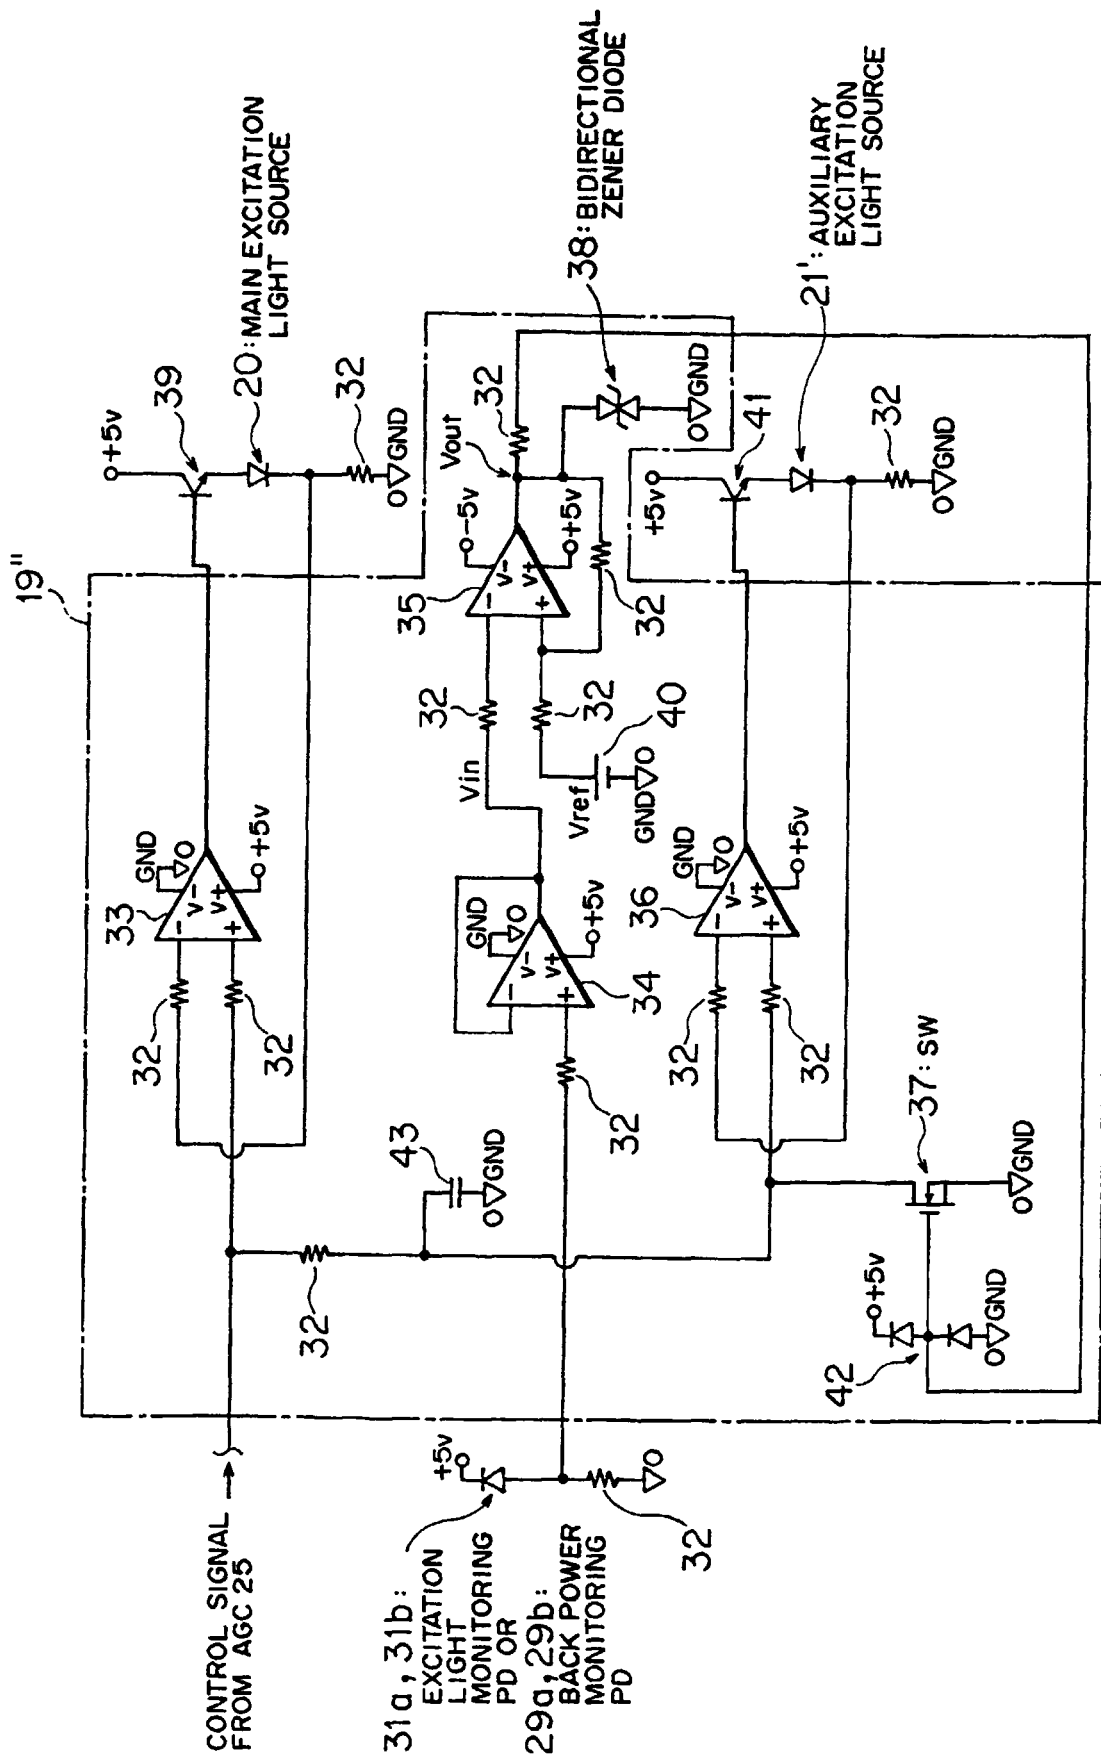 19"
+5v
39
20: MAIN EXCITATION
LIGHT SOURCE
32
GND
33
GND
V-
V+
-
+
+5v
32
32
CONTROL SIGNAL
FROM AGC 25
32
43
GND
31a, 31b:
EXCITATION
LIGHT
MONITORING
PD OR
29a, 29b:
BACK POWER
MONITORING
PD
+5v
32
32
34
GND
V-
V+
-
+
+5v
Vin
32
32
Vref
40
GND
35
-5v
V-
V+
-
+
+5v
Vout
32
32
38: BIDIRECTIONAL
ZENER DIODE
GND
36
GND
V-
V+
-
+
+5v
32
32
+5v
41
21': AUXILIARY
EXCITATION
LIGHT SOURCE
32
GND
37: SW
GND
+5v
42
GND